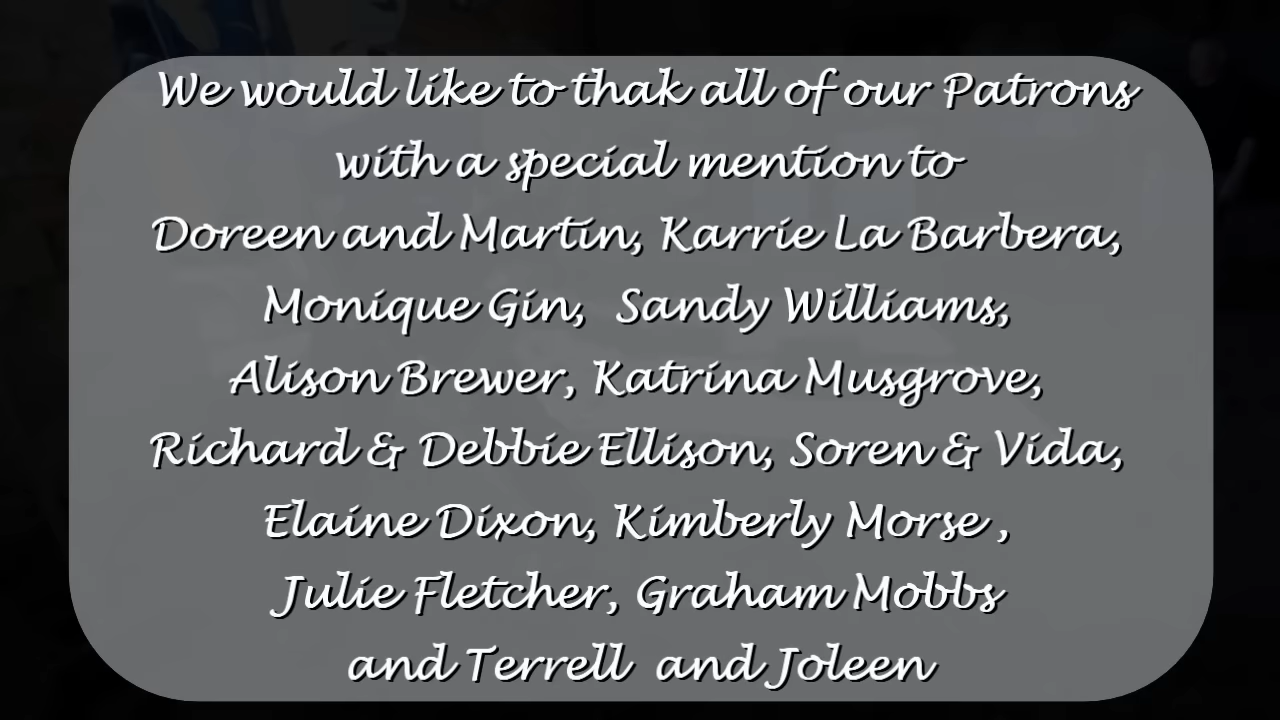 We would like to thak all of our Patrons
with a special mention to
Doreen and Martin, Karrie La Barbera,
Monique Gin,  Sandy Williams,
Alison Brewer, Katrina Musgrove,
Richard & Debbie Ellison, Soren & Vida,
Elaine Dixon, Kimberly Morse ,
Julie Fletcher, Graham Mobbs
and Terrell  and Joleen